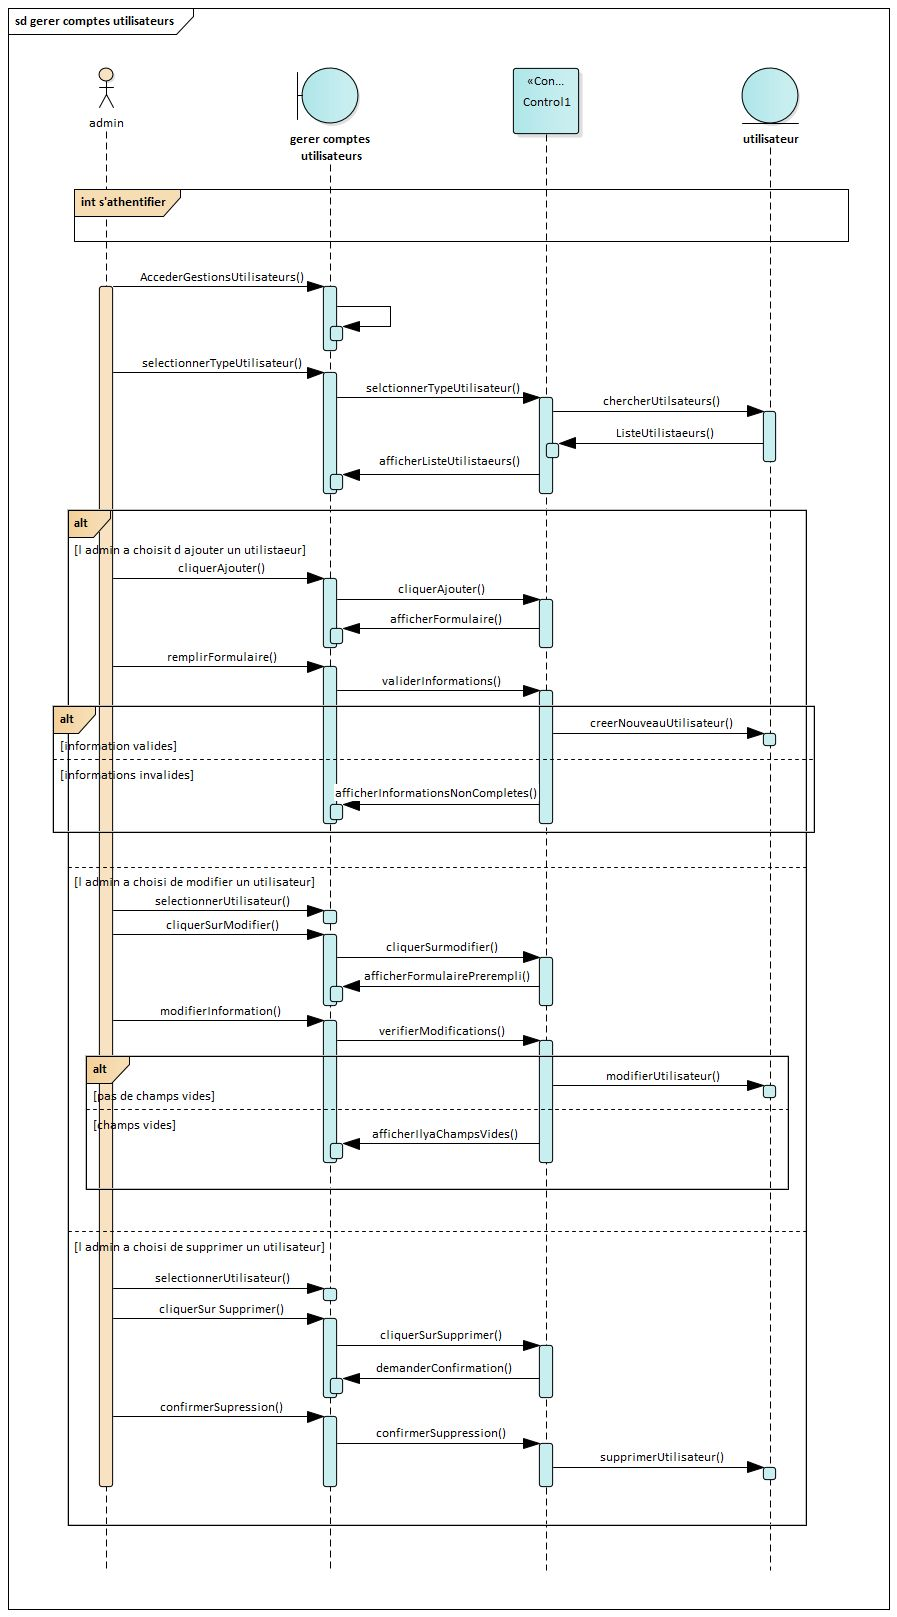 sd gerer comptes utilisateurs
admin
gerer comptes
utilisateurs
«Con...
Control1
utilisateur
int s'athentifier
AccederGestionsUtilisateurs()
selectionnerTypeUtilisateur()
selctionnerTypeUtilisateur()
chercherUtilsateurs()
ListeUtilistaeurs()
afficherListeUtilistaeurs()
alt
[l admin a choisit d ajouter un utilistaeur]
cliquerAjouter()
cliquerAjouter()
afficherFormulaire()
remplirFormulaire()
validerInformations()
alt
creerNouveauUtilisateur()
[information valides]
[informations invalides]
afficherInformationsNonCompletes()
[l admin a choisi de modifier un utilisateur]
selectionnerUtilisateur()
cliquerSurModifier()
cliquerSurmodifier()
afficherFormulairePrerempli()
modifierInformation()
verifierModifications()
alt
modifierUtilisateur()
[pas de champs vides]
[champs vides]
afficherIlyaChampsVides()
[l admin a choisi de supprimer un utilisateur]
selectionnerUtilisateur()
cliquerSur Supprimer()
cliquerSurSupprimer()
demanderConfirmation()
confirmerSupression()
confirmerSuppression()
supprimerUtilisateur()